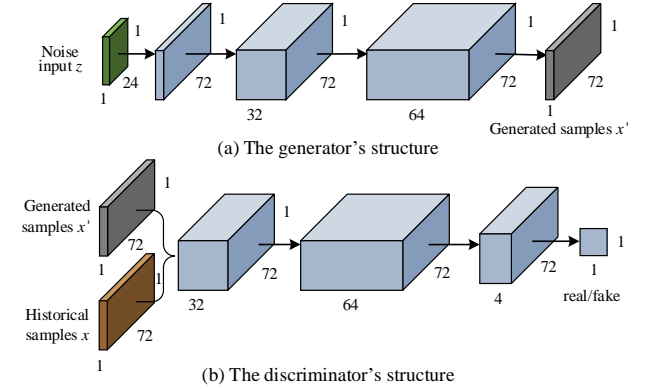 Noise
input z
1
24
1
72
1
32
72
1
64
72
1
1
72
1
Generated samples x'
(a) The generator's structure
Generated
samples x'
1
72
1
Historical
samples x
1
72
1
32
72
1
64
72
4
72
1
1
real/fake
(b) The discriminator's structure